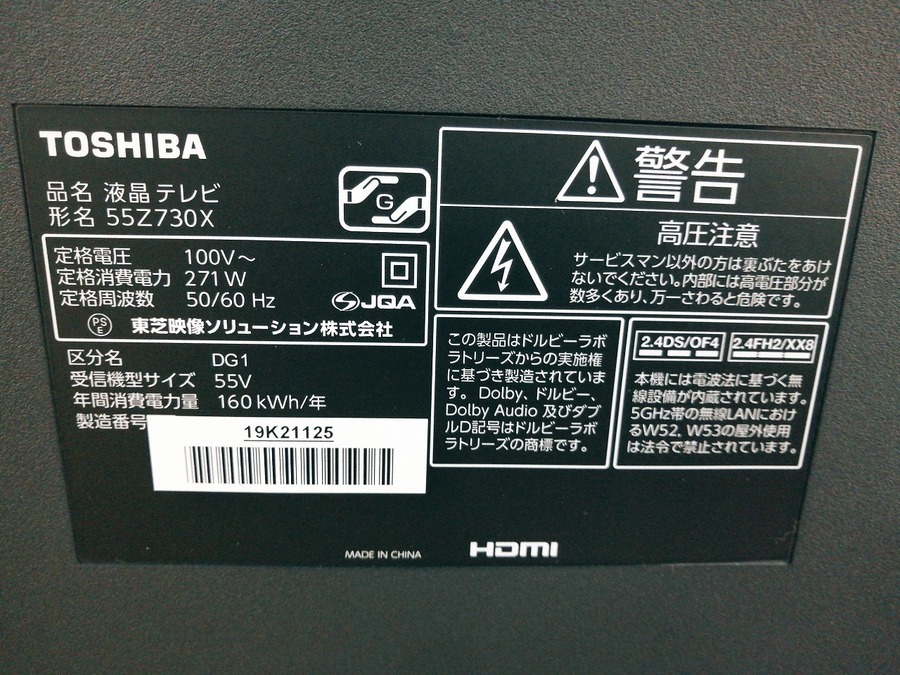 TOSHIBA
品名 液晶テレビ
形名 55Z730X
G
定格電圧 100V～
定格消費電力 271W
定格周波数 50/60 Hz
JQA
PS
E
東芝映像ソリューション株式会社
区分名 DG1
受信機型サイズ 55V
年間消費電力量 160kWh/年
製造番号
19K21125
MADE IN CHINA
HDMI
警告
高圧注意
サービスマン以外の方は裏ぶたをあけ
ないでください。内部には高電圧部分が
数多くあり、万一さわると危険です。
この製品はドルビーラボ
ラトリーズからの実施権
に基づき製造されていま
す。Dolby、ドルビー、
Dolby Audio 及びダブ
ルD記号はドルビーラボ
ラトリーズの商標です。
2.4DS/OF4 2.4FH2/XX8
本機には電波法に基づく無
線設備が内蔵されています。
5GHz帯の無線LANにおけ
るW52、W53の屋外使用
は法令で禁止されています。